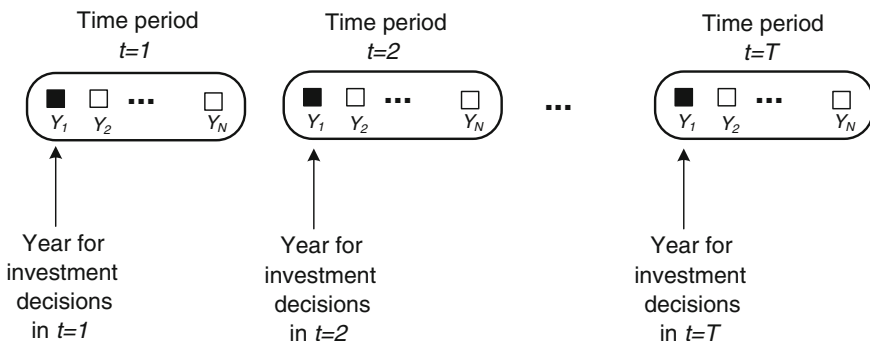 Time period
t=1
Time period
t=2
Time period
t=T
Y1 Y2 ... YN
Y1 Y2 ... YN
...
Y1 Y2 ... YN
Year for
investment
decisions
in t=1
Year for
investment
decisions
in t=2
Year for
investment
decisions
in t=T